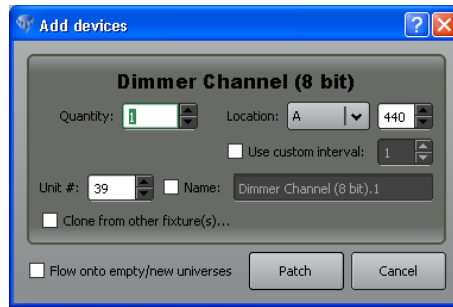 Add devices
Dimmer Channel (8 bit)
Quantity: 1 Location: A 440
Use custom interval: 1
Unit #: 39 Name: Dimmer Channel (8 bit).1
Clone from other fixture(s)...
Flow onto empty/new universes Patch Cancel